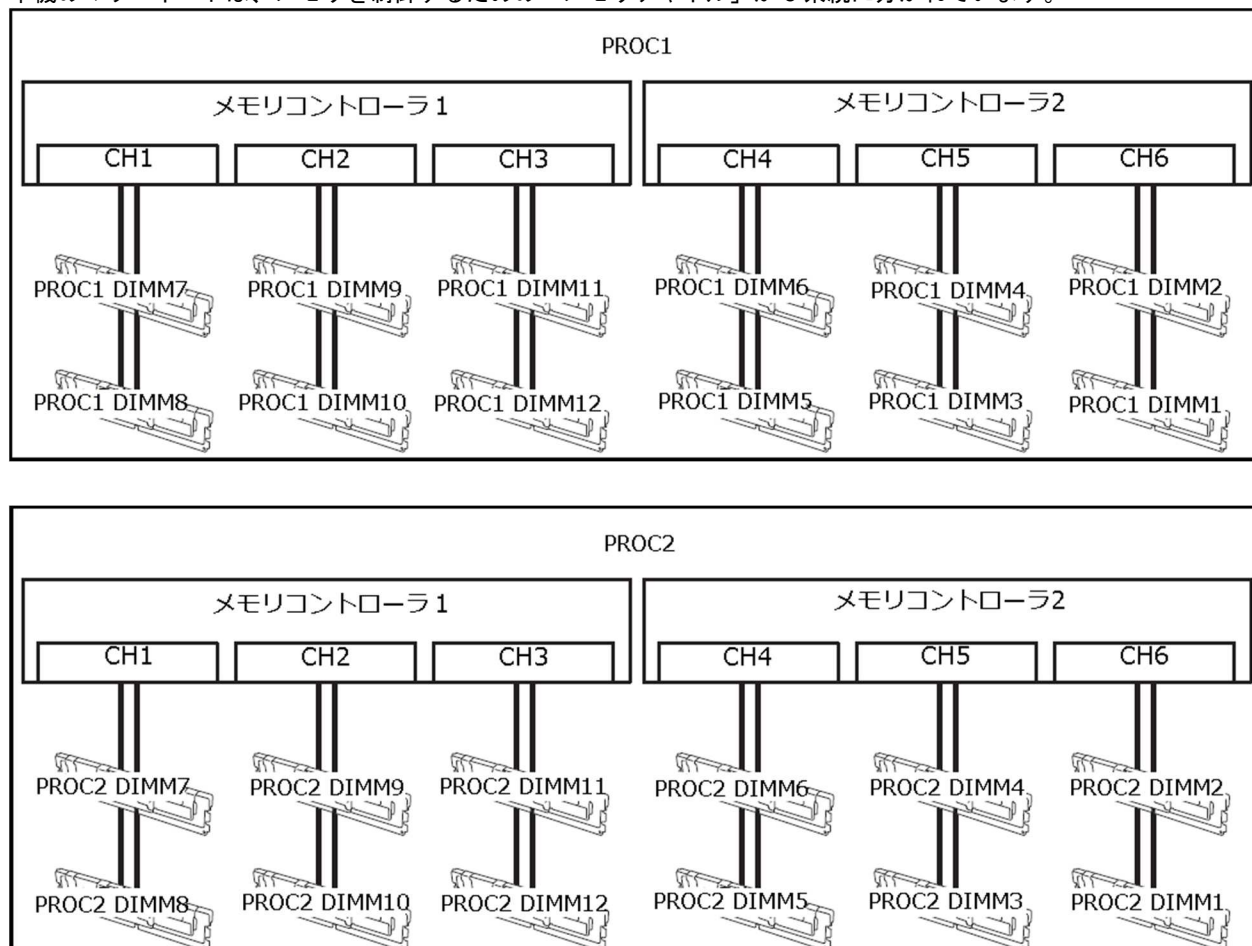 PROC1
メモリコントローラ1 メモリコントローラ2
CH1 CH2 CH3 CH4 CH5 CH6
PROC1 DIMM7 PROC1 DIMM9 PROC1 DIMM11 PROC1 DIMM6 PROC1 DIMM4 PROC1 DIMM2
PROC1 DIMM8 PROC1 DIMM10 PROC1 DIMM12 PROC1 DIMM5 PROC1 DIMM3 PROC1 DIMM1
PROC2
メモリコントローラ1 メモリコントローラ2
CH1 CH2 CH3 CH4 CH5 CH6
PROC2 DIMM7 PROC2 DIMM9 PROC2 DIMM11 PROC2 DIMM6 PROC2 DIMM4 PROC2 DIMM2
PROC2 DIMM8 PROC2 DIMM10 PROC2 DIMM12 PROC2 DIMM5 PROC2 DIMM3 PROC2 DIMM1